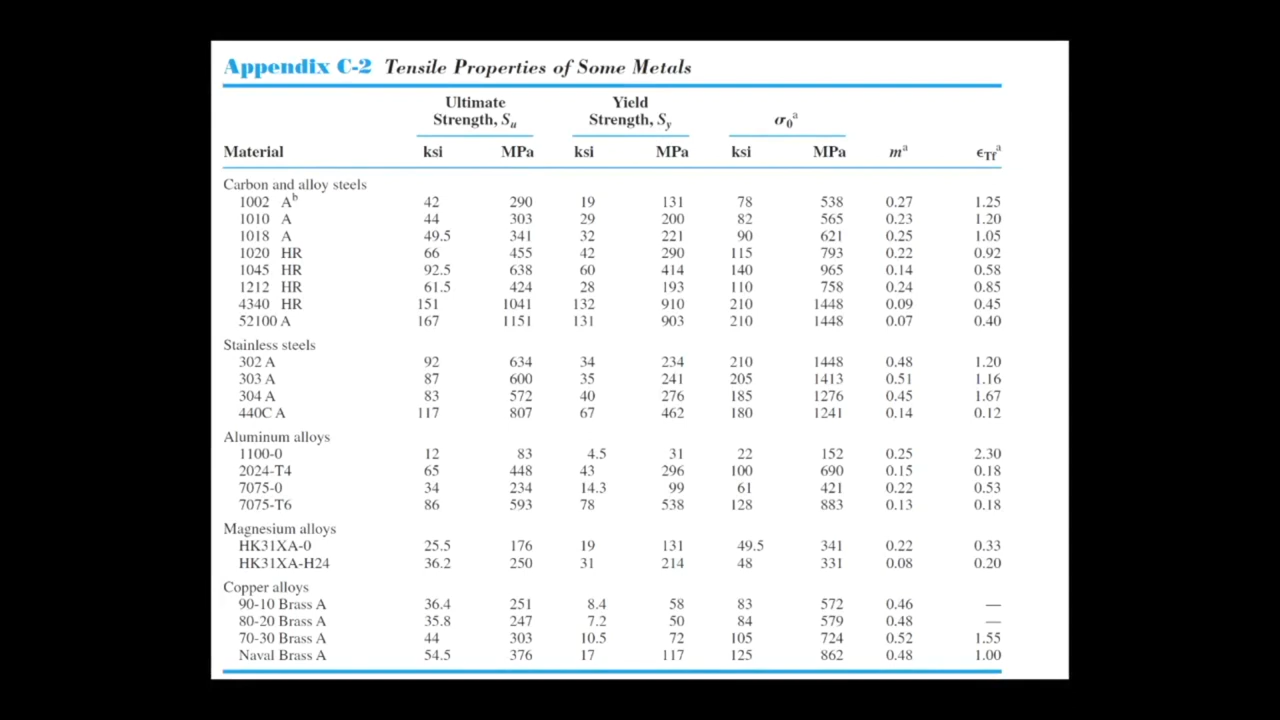 Appendix C-2 Tensile Properties of Some Metals
Ultimate Yield
Strength, Su Strength, Sy σ0a
Material ksi MPa ksi MPa ksi MPa ma ϵTfa
Carbon and alloy steels
1002 Ab 42 290 19 131 78 538 0.27 1.25
1010 A 44 303 29 200 82 565 0.23 1.20
1018 A 49.5 341 32 221 90 621 0.25 1.05
1020 HR 66 455 42 290 115 793 0.22 0.92
1045 HR 92.5 638 60 414 140 965 0.14 0.58
1212 HR 61.5 424 28 193 110 758 0.24 0.85
4340 HR 151 1041 132 910 210 1448 0.09 0.45
52100 A 167 1151 131 903 210 1448 0.07 0.40
Stainless steels
302 A 92 634 34 234 210 1448 0.48 1.20
303 A 87 600 35 241 205 1413 0.51 1.16
304 A 83 572 40 276 185 1276 0.45 1.67
440C A 117 807 67 462 180 1241 0.14 0.12
Aluminum alloys
1100-0 12 83 4.5 31 22 152 0.25 2.30
2024-T4 65 448 43 296 100 690 0.15 0.18
7075-0 34 234 14.3 99 61 421 0.22 0.53
7075-T6 86 593 78 538 128 883 0.13 0.18
Magnesium alloys
HK31XA-0 25.5 176 19 131 49.5 341 0.22 0.33
HK31XA-H24 36.2 250 31 214 48 331 0.08 0.20
Copper alloys
90-10 Brass A 36.4 251 8.4 58 83 572 0.46 —
80-20 Brass A 35.8 247 7.2 50 84 579 0.48 —
70-30 Brass A 44 303 10.5 72 105 724 0.52 1.55
Naval Brass A 54.5 376 17 117 125 862 0.48 1.00